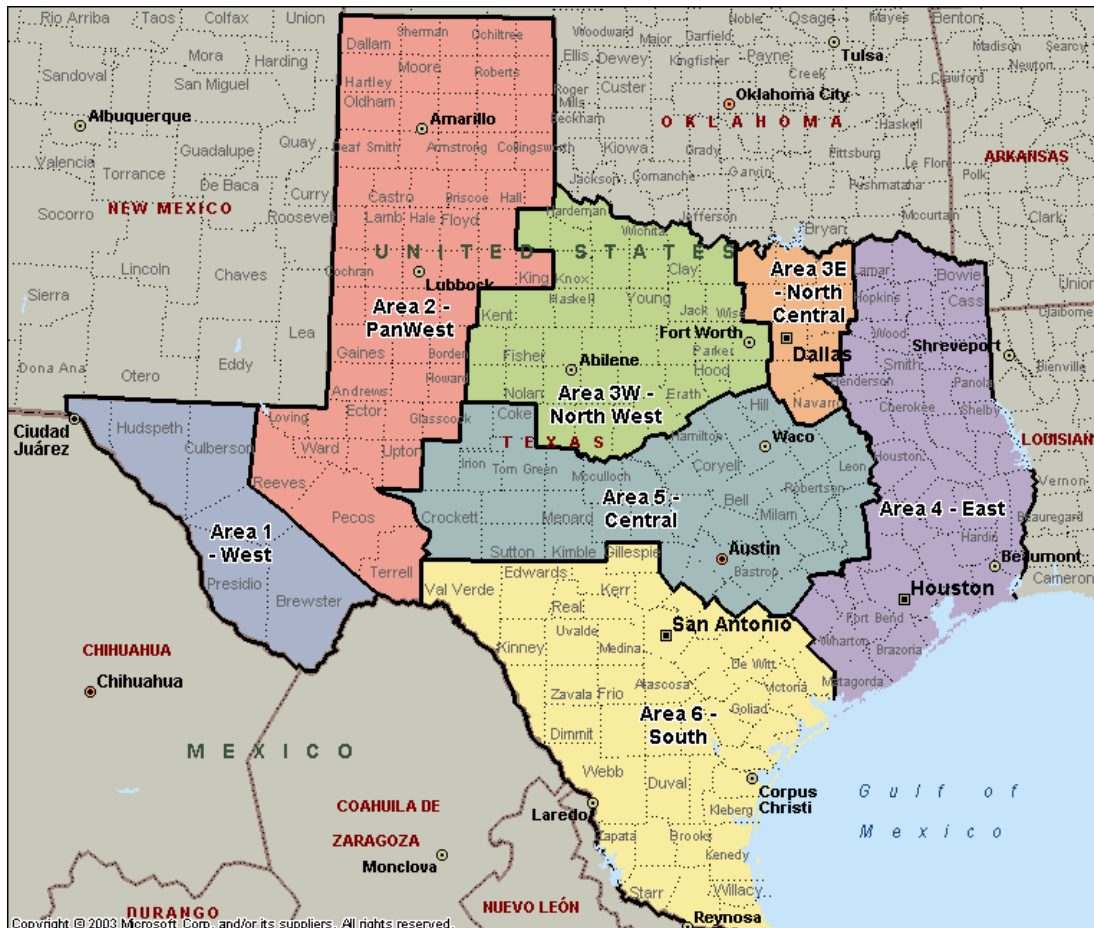 Rio Arriba
Taos
Colfax
Union
Mora
Harding
Sandoval
San Miguel
Albuquerque
Quay
Guadalupe
Valencia
Torrance
De Baca
Curry
Socorro
NEW MEXICO
Roosevelt
Lincoln
Chaves
Sierra
Lea
Eddy
Dona Ana
Otero
Dallam
Sherman
Ochiltree
Moore
Hartley
Roberts
Oldham
Amarillo
Deaf Smith
Armstrong
Collingsworth
Castro
Briscoe
Hall
Lamb
Hale
Floyd
UNITED STATES
Cochran
Lubbock
King
Area 2 -
PanWest
Gaines
Borden
Howard
Andrews
Ector
Glasscock
Loving
Ward
Upton
Reeves
Pecos
Terrell
Woodward
Major
Garfield
Noble
Osage
Mayes
Benton
Ellis
Dewey
Kingfisher
Payne
Tulsa
Creek
Madison
Searcy
Newton
Crawford
Roger
Mills
Custer
Beckham
Oklahoma City
OKLAHOMA
Haskell
Kiowa
Grady
Pittsburg
Le Flore
ARKANSAS
Polk
Jackson
Comanche
Garvin
Pushmataha
Jefferson
Mccurtain
Clark
Bryan
Union
Claiborne
Shreveport
Bienville
LOUISIAN
Vernon
Beauregard
Cameron
Hardeman
Wichita
Clay
Knox
Haskell
Young
Jack
Wise
Kent
Fort Worth
Parker
Hood
Fisher
Abilene
Nolan
Erath
Area 3W -
North West
Area 3E
- North
Central
Dallas
Navarro
Lamar
Bowie
Hopkins
Cass
Wood
Smith
Panola
Henderson
Cherokee
Shelby
Houston
Area 4 - East
Hardin
Beaumont
Houston
Fort Bend
Wharton
Brazoria
Matagorda
Coke
TEXAS
Hamilton
Hill
Waco
Irion
Tom Green
Mcculloch
Coryell
Leon
Bell
Robertson
Area 5 -
Central
Crockett
Menard
Milam
Sutton
Kimble
Gillespie
Austin
Bastrop
Ciudad
Juárez
Hudspeth
Culberson
Area 1
- West
Presidio
Brewster
Val Verde
Edwards
Kerr
Real
San Antonio
Uvalde
Kinney
Medina
De Witt
Zavala
Frio
Atascosa
Victoria
Goliad
Area 6 -
South
Dimmit
Webb
Duval
Corpus
Christi
Laredo
Kleberg
Zapata
Brooks
Kenedy
Starr
Willacy
Reynosa
CHIHUAHUA
Chihuahua
MEXICO
COAHUILA DE
ZARAGOZA
Monclova
DURANGO
NUEVO LEÓN
Gulf of
Mexico
Copyright © 2003 Microsoft Corp. and/or its suppliers. All rights reserved.